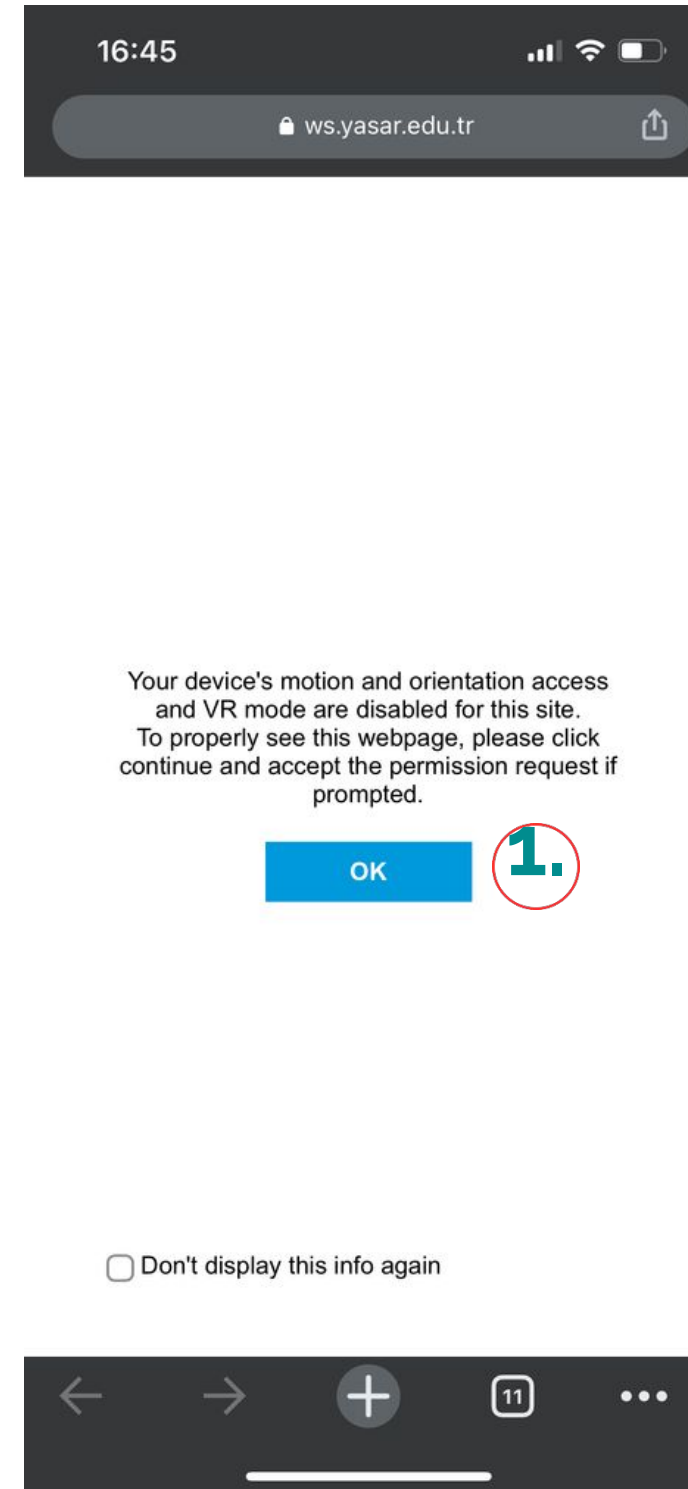 16:45
ws.yasar.edu.tr
Your device's motion and orientation access
and VR mode are disabled for this site.
To properly see this webpage, please click
continue and accept the permission request if
prompted.
OK
1.
Don't display this info again
11